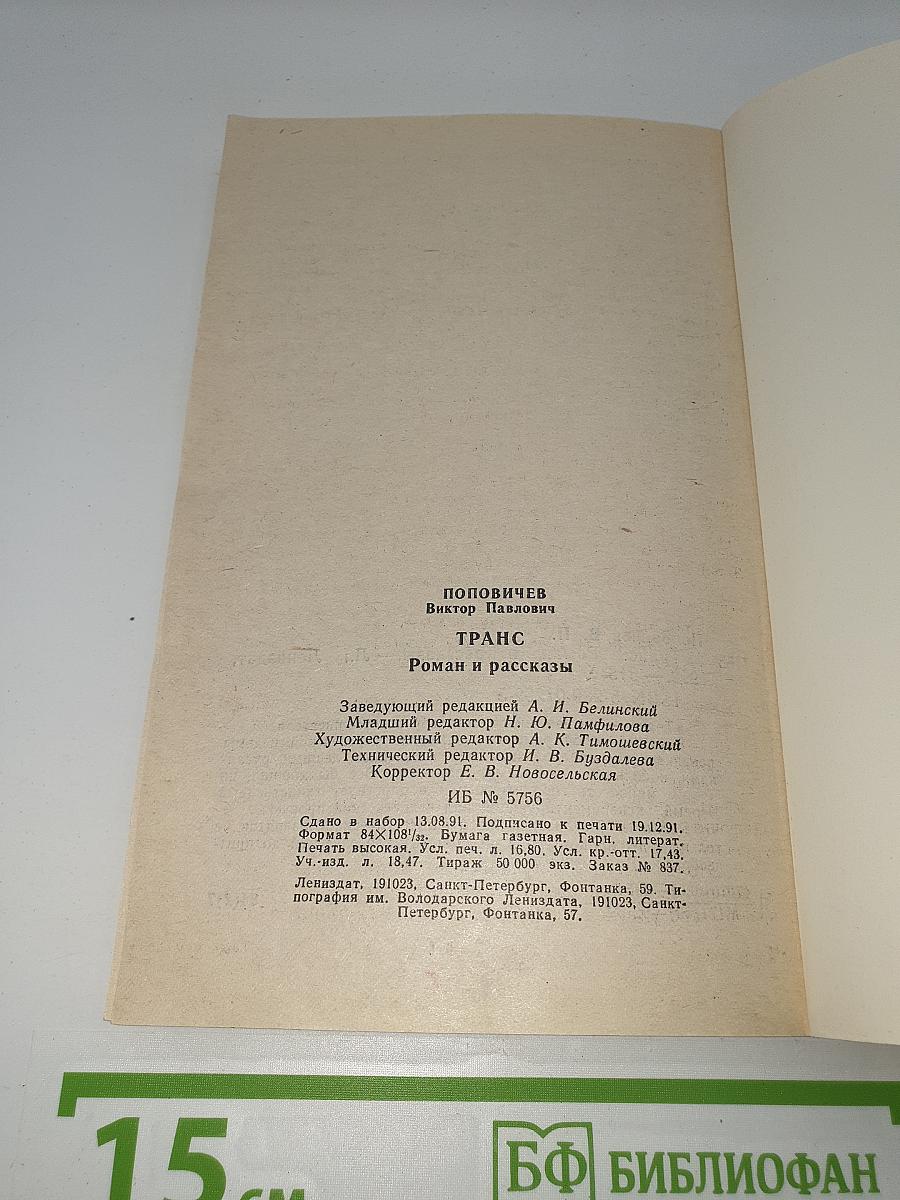 ПОПОВИЧЕВ
Виктор Павлович
ТРАНС
Роман и рассказы
Заведующий редакцией А. И. Белинский
Младший редактор Н. Ю. Памфилова
Художественный редактор А. К. Тимошевский
Технический редактор И. В. Буздалева
Корректор Е. В. Новосельская
ИБ № 5756
Сдано в набор 13.08.91. Подписано к печати 19.12.91.
Формат 84×108¹/₃₂. Бумага газетная. Гарн. литерат.
Печать высокая. Усл. печ. л. 16,80. Усл. кр.-отт. 17,43.
Уч.-изд. л. 18,47. Тираж 50 000 экз. Заказ № 837.
Лениздат, 191023, Санкт-Петербург, Фонтанка, 59. Ти-
пография им. Володарского Лениздата, 191023, Санкт-
Петербург, Фонтанка, 57.
15 см
БФ БИБЛИОФАН